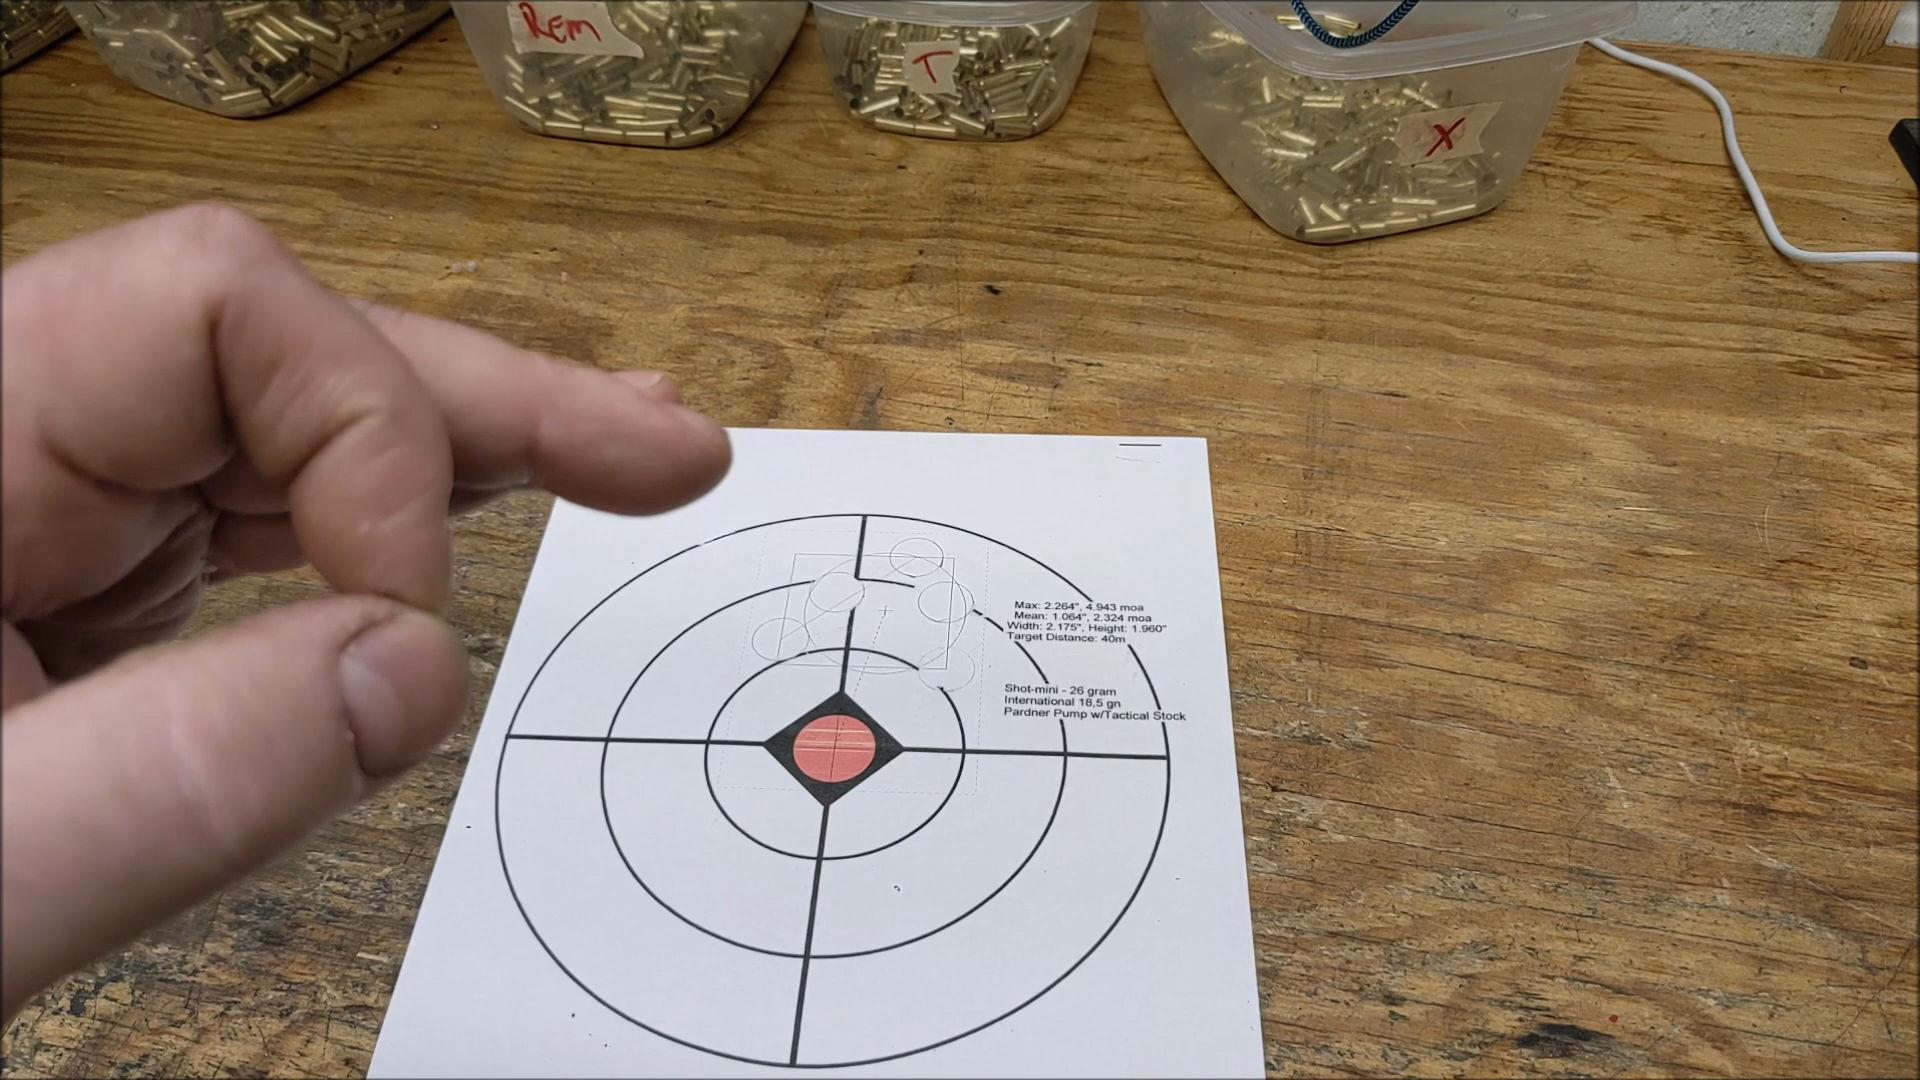 Rem
T
X
Max: 2.264", 4.943 moa
Mean: 1.064", 2.324 moa
Width: 2.175", Height: 1.960"
Target Distance: 40m
Shot-mini - 26 gram
International 18,5 gn
Pardner Pump w/Tactical Stock